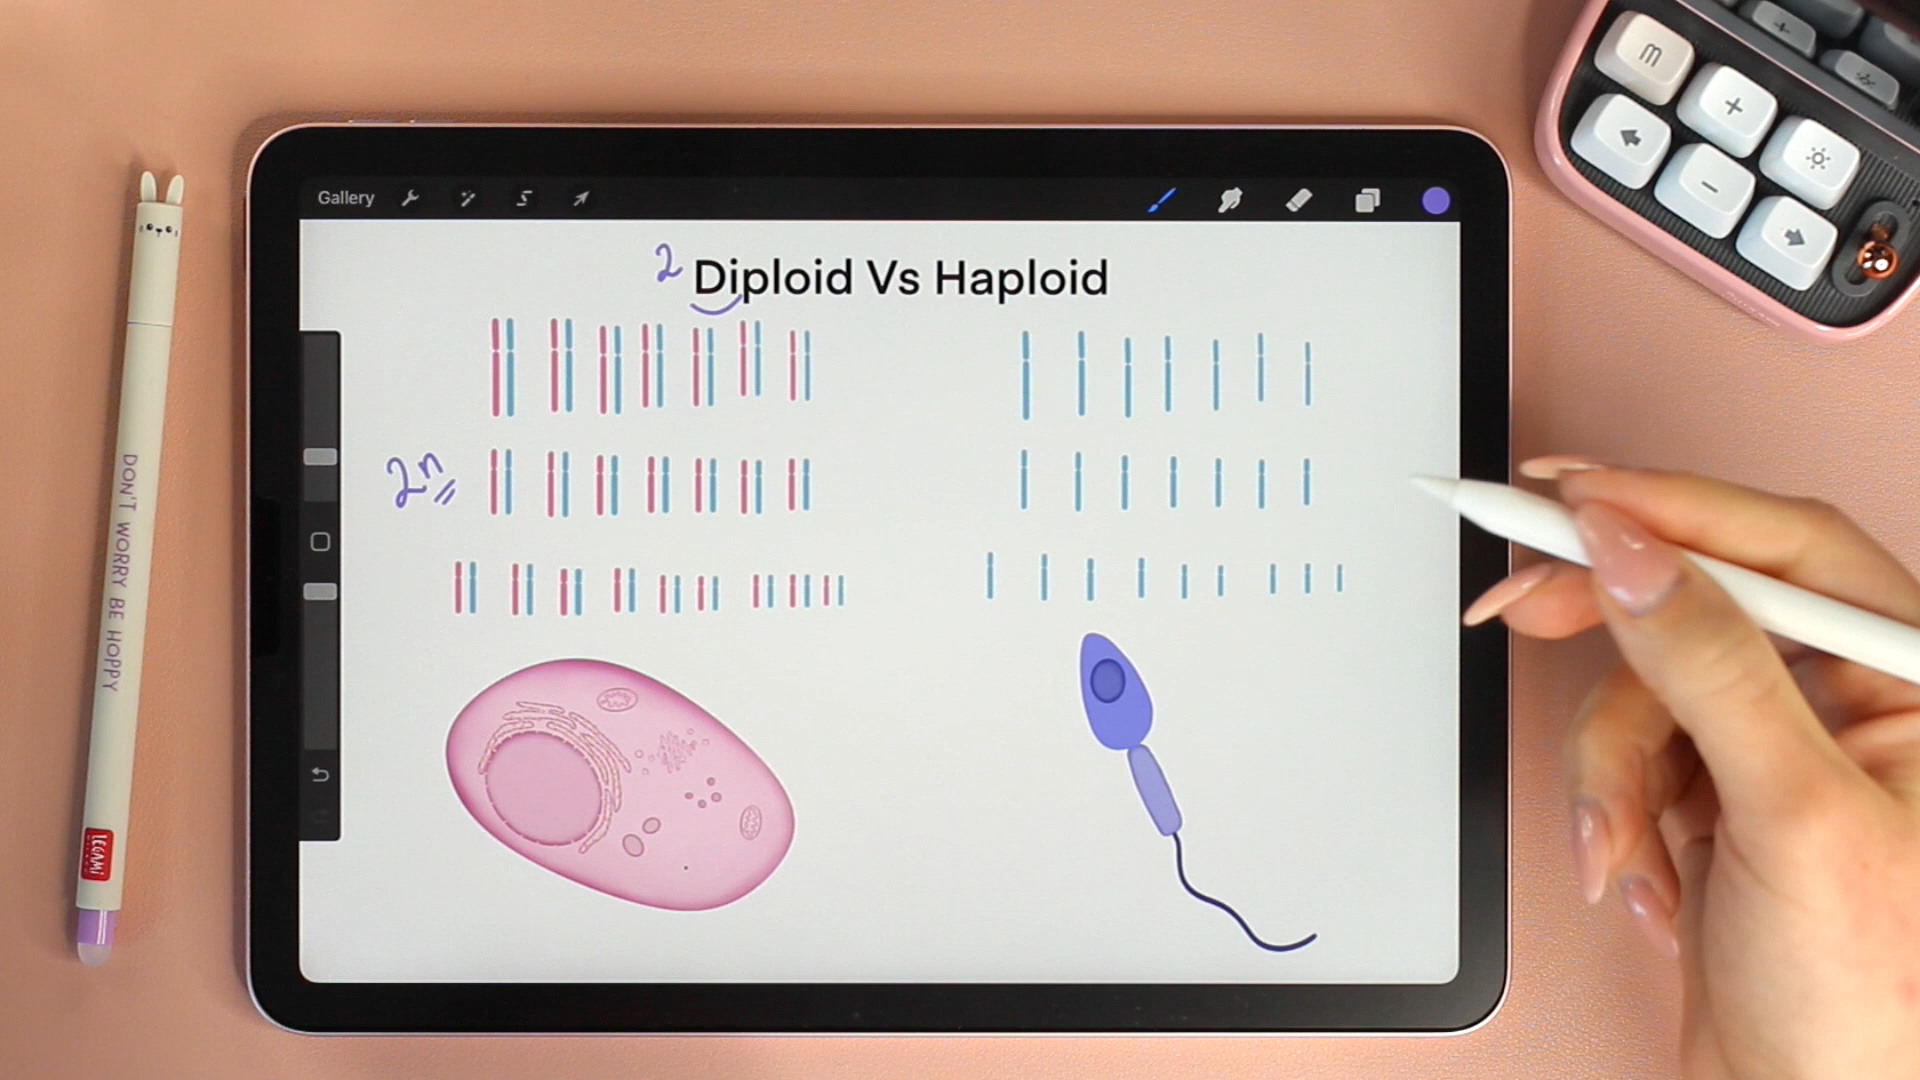 Gallery
2
Diploid Vs Haploid
2n
DON'T WORRY BE HOPPY
LEGAMI
m